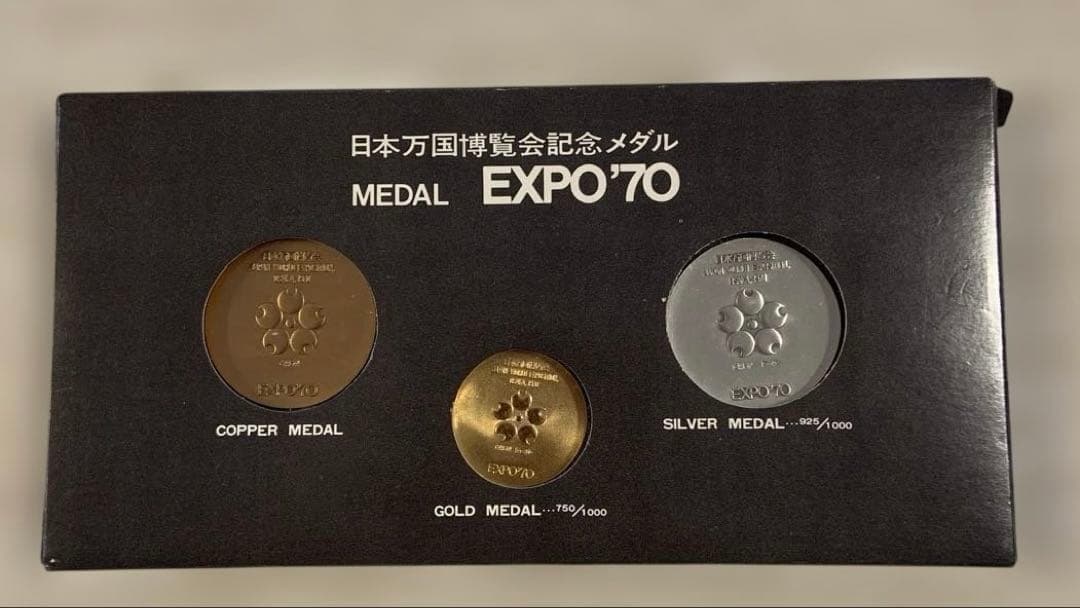 日本万国博覧会記念メダル
MEDAL EXPO'70
EXPO'70
COPPER MEDAL
EXPO'70
GOLD MEDAL...750/1000
EXPO'70
SILVER MEDAL...925/1000